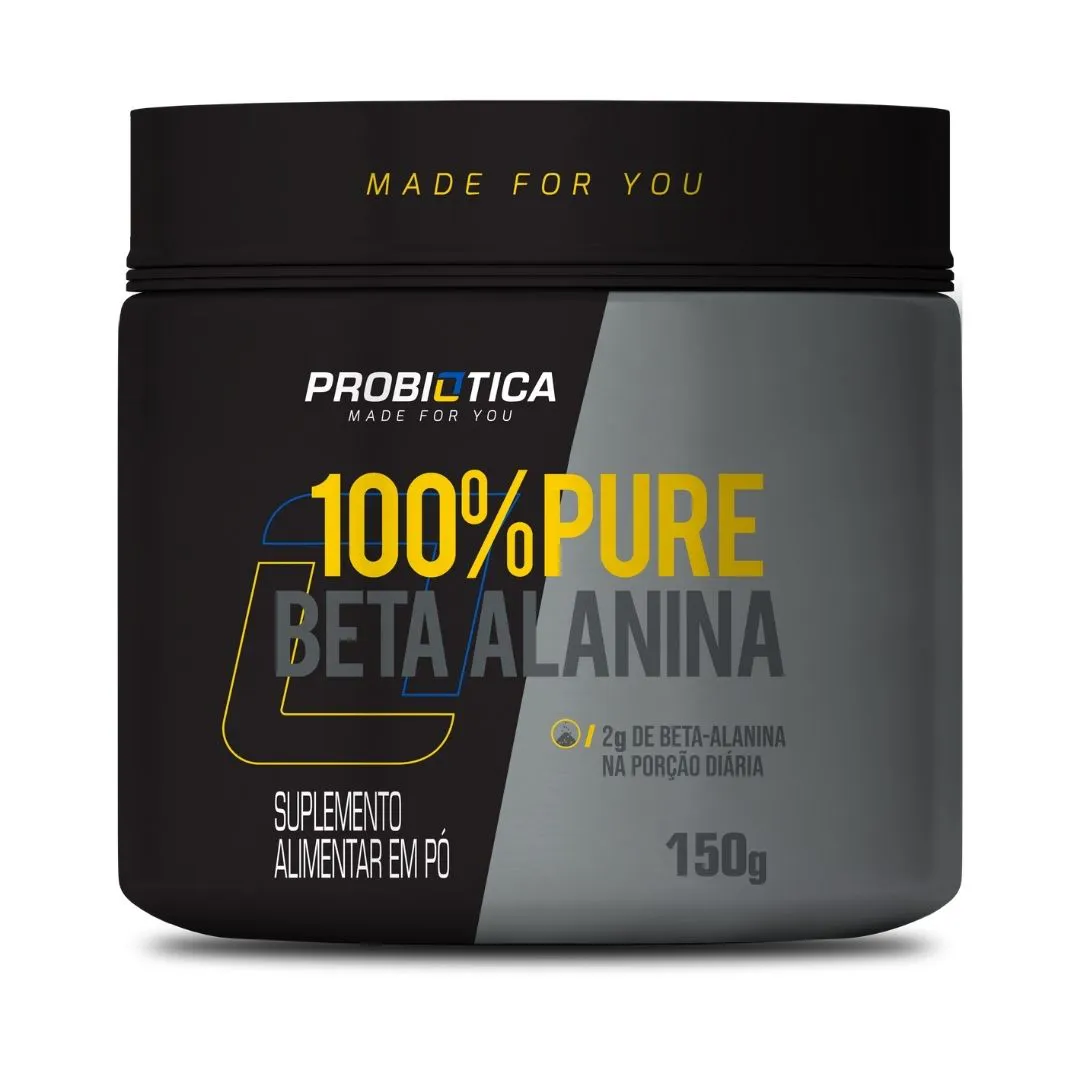 MADE FOR YOU
PROBIOTICA
MADE FOR YOU
100% PURE
BETA ALANINA
2g DE BETA-ALANINA
NA PORÇÃO DIÁRIA
SUPLEMENTO
ALIMENTAR EM PÓ
150g